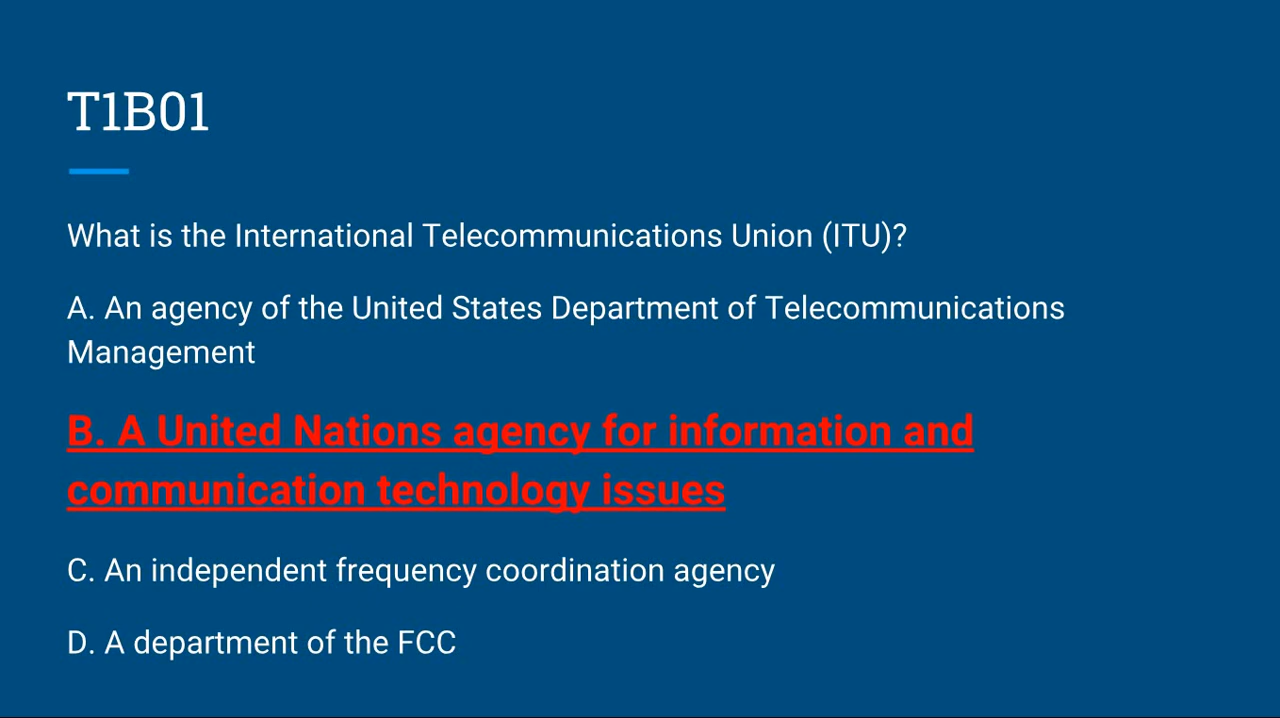 T1B01
What is the International Telecommunications Union (ITU)?
A. An agency of the United States Department of Telecommunications
Management
B. A United Nations agency for information and
communication technology issues
C. An independent frequency coordination agency
D. A department of the FCC